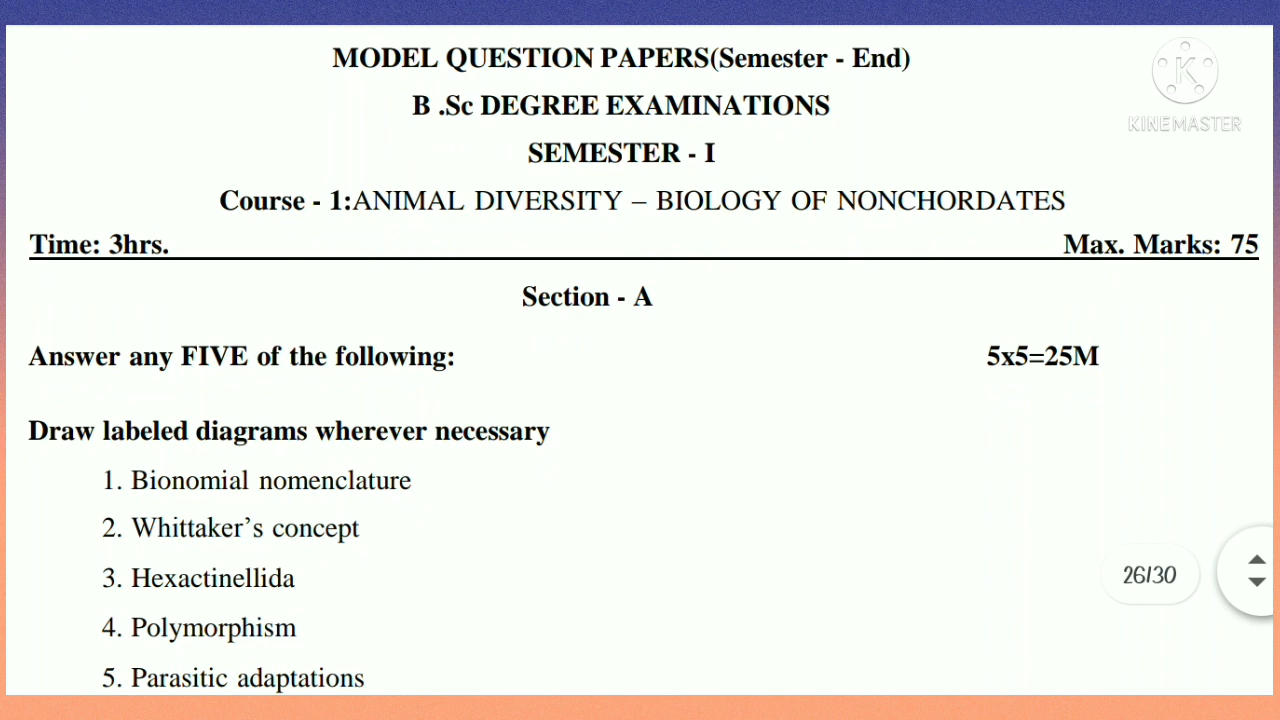 MODEL QUESTION PAPERS(Semester - End)
B .Sc DEGREE EXAMINATIONS
SEMESTER - I
Course - 1:ANIMAL DIVERSITY – BIOLOGY OF NONCHORDATES
Time: 3hrs. Max. Marks: 75
Section - A
Answer any FIVE of the following: 5x5=25M
Draw labeled diagrams wherever necessary
1. Bionomial nomenclature
2. Whittaker’s concept
3. Hexactinellida
4. Polymorphism
5. Parasitic adaptations
26/30
K
KINEMASTER